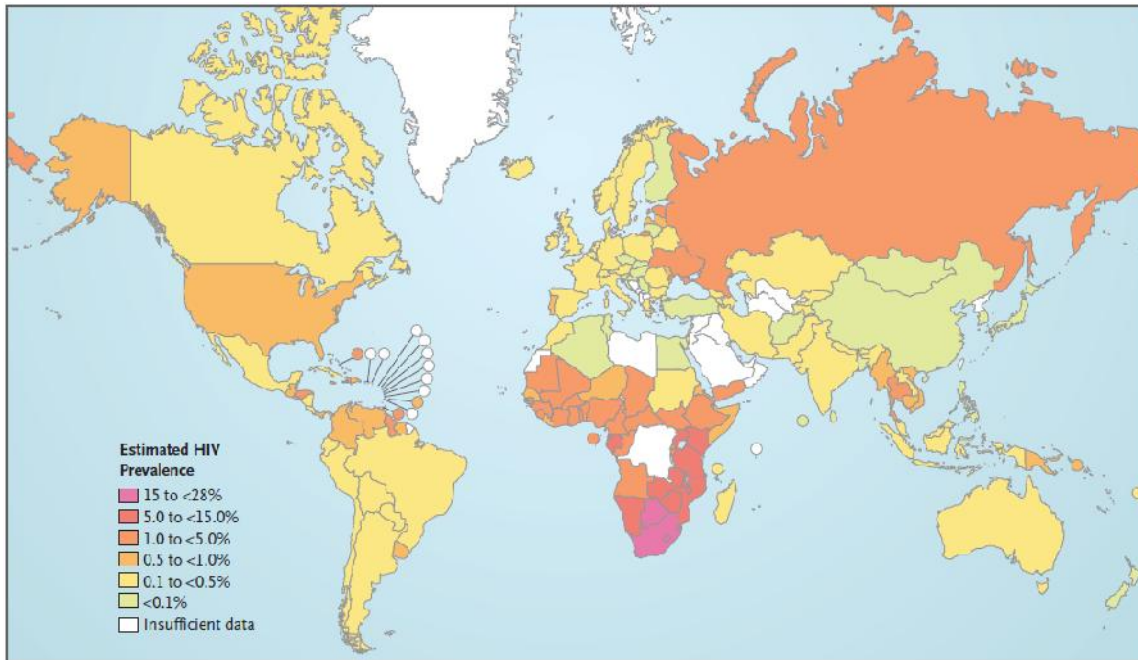 Estimated HIV
Prevalence
15 to <28%
5.0 to <15.0%
1.0 to <5.0%
0.5 to <1.0%
0.1 to <0.5%
<0.1%
Insufficient data